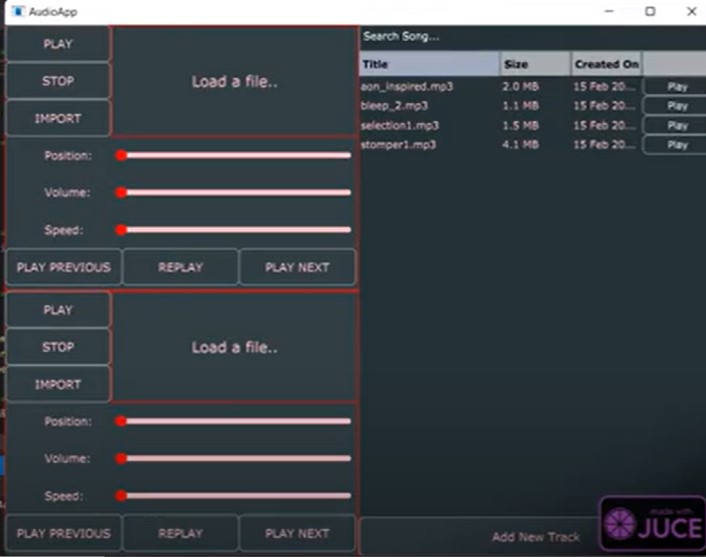 AudioApp
PLAY
STOP
IMPORT
Load a file..
Position:
Volume:
Speed:
PLAY PREVIOUS REPLAY PLAY NEXT
PLAY
STOP
IMPORT
Load a file..
Position:
Volume:
Speed:
PLAY PREVIOUS REPLAY PLAY NEXT
Search Song...
Title Size Created On
aon_inspired.mp3 2.0 MB 15 Feb 20... Play
bleep_2.mp3 1.1 MB 15 Feb 20... Play
selection1.mp3 1.5 MB 15 Feb 20... Play
stomper1.mp3 4.1 MB 15 Feb 20... Play
Add New Track
made with
JUCE